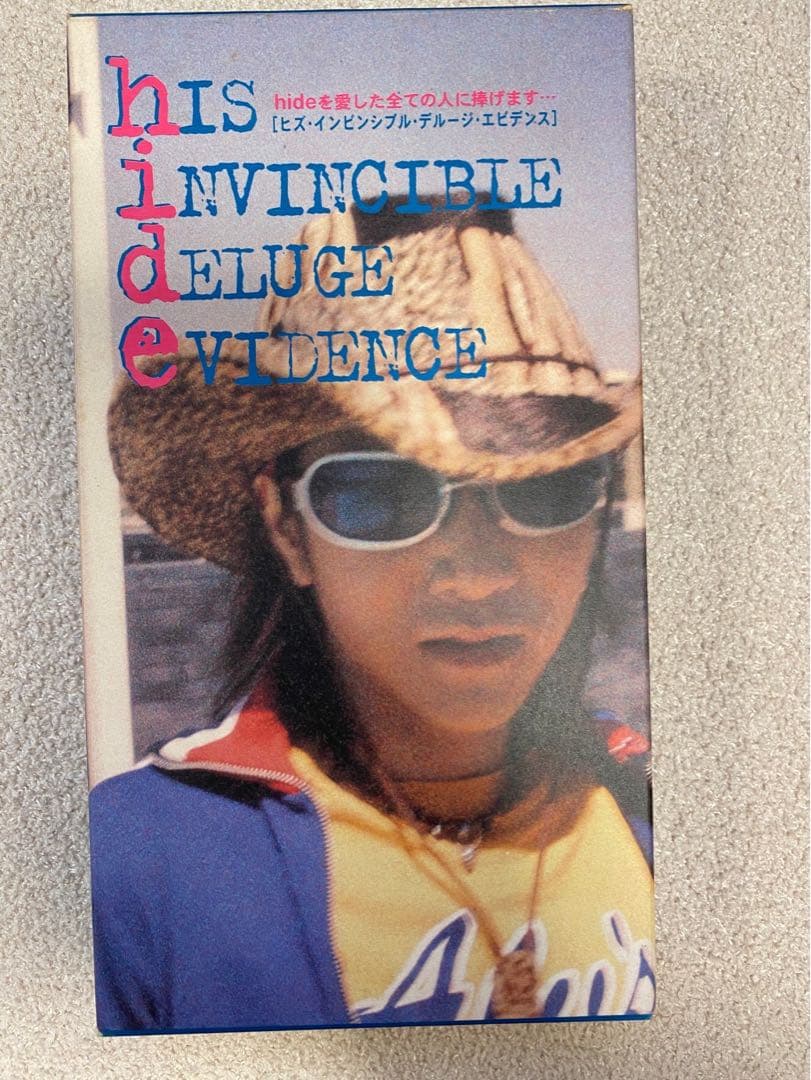 hIS
hideを愛した全ての人に捧げます…
[ヒズ・インビンシブル・デルージ・エビデンス]
iNVINCIBLE
dELUGE
eVIDENCE